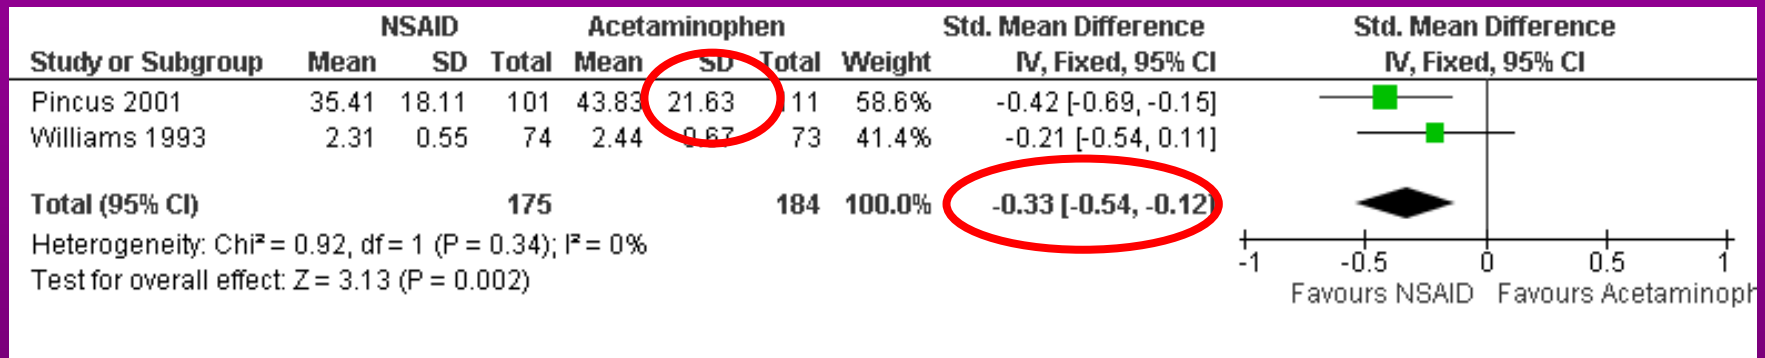 NSAID Acetaminophen Std. Mean Difference Std. Mean Difference
Study or Subgroup Mean SD Total Mean SD Total Weight IV, Fixed, 95% CI IV, Fixed, 95% CI
Pincus 2001 35.41 18.11 101 43.83 21.63 111 58.6% -0.42 [-0.69, -0.15]
Williams 1993 2.31 0.55 74 2.44 0.67 73 41.4% -0.21 [-0.54, 0.11]
Total (95% CI) 175 184 100.0% -0.33 [-0.54, -0.12]
Heterogeneity: Chi² = 0.92, df = 1 (P = 0.34); I² = 0%
Test for overall effect: Z = 3.13 (P = 0.002)
-1 -0.5 0 0.5 1
Favours NSAID Favours Acetaminoph